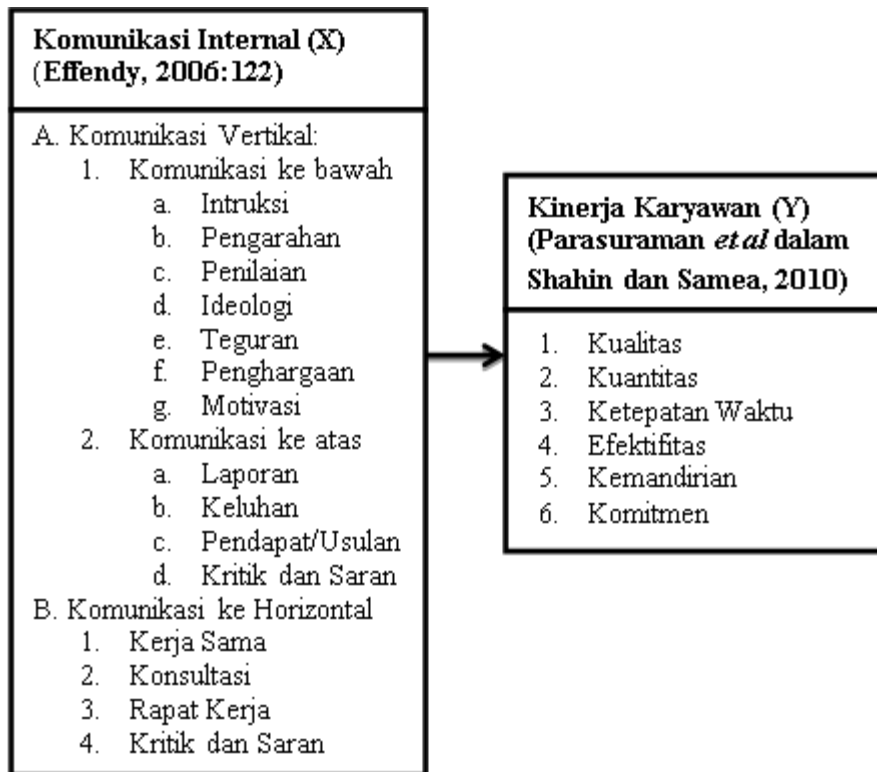 Komunikasi Internal (X)
(Effendy, 2006:122)
A. Komunikasi Vertikal:
1. Komunikasi ke bawah
a. Intruksi
b. Pengarahan
c. Penilaian
d. Ideologi
e. Teguran
f. Penghargaan
g. Motivasi
2. Komunikasi ke atas
a. Laporan
b. Keluhan
c. Pendapat/Usulan
d. Kritik dan Saran
B. Komunikasi ke Horizontal
1. Kerja Sama
2. Konsultasi
3. Rapat Kerja
4. Kritik dan Saran
Kinerja Karyawan (Y)
(Parasuraman et al dalam
Shahin dan Samea, 2010)
1. Kualitas
2. Kuantitas
3. Ketepatan Waktu
4. Efektifitas
5. Kemandirian
6. Komitmen